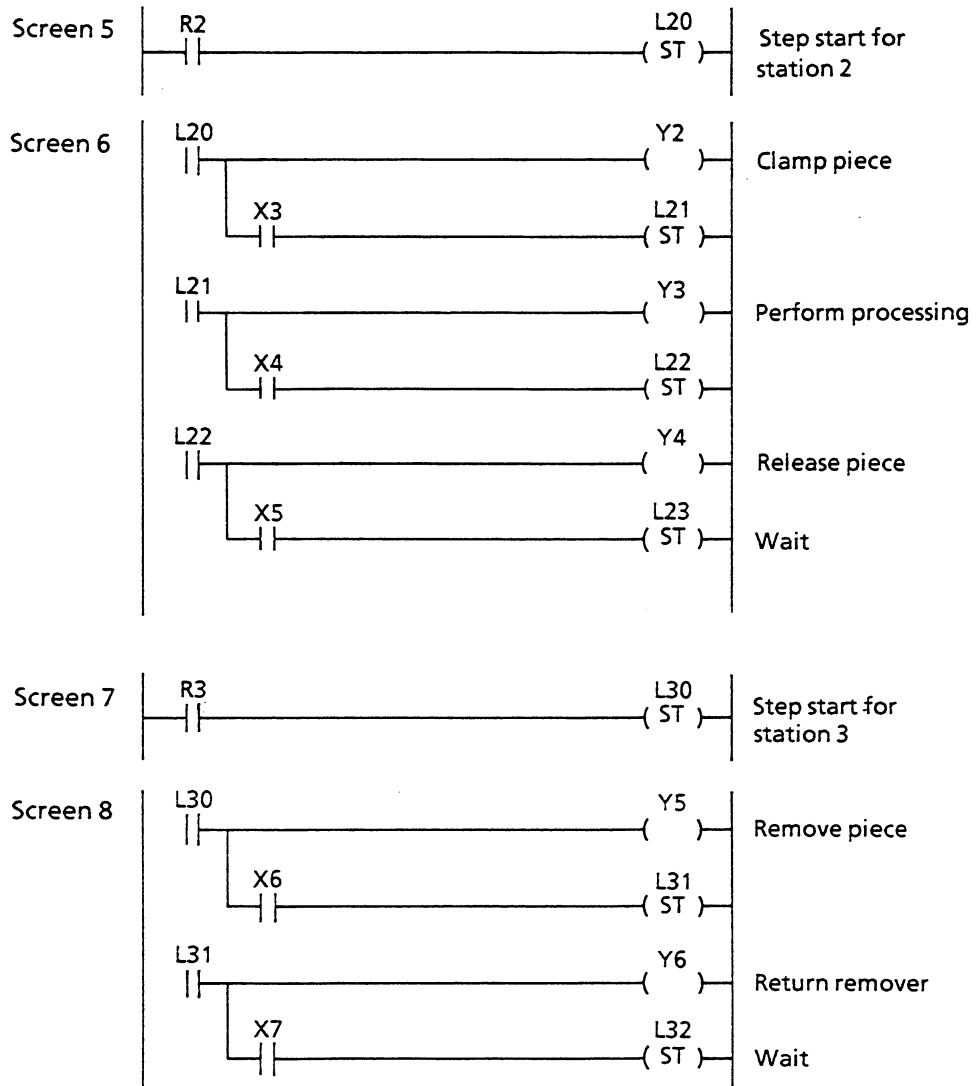 Screen 5
R2
L20
ST
Step start for
station 2
Screen 6
L20
Y2
Clamp piece
X3
L21
ST
L21
Y3
Perform processing
X4
L22
ST
L22
Y4
Release piece
X5
L23
ST
Wait
Screen 7
R3
L30
ST
Step start for
station 3
Screen 8
L30
Y5
Remove piece
X6
L31
ST
L31
Y6
Return remover
X7
L32
ST
Wait